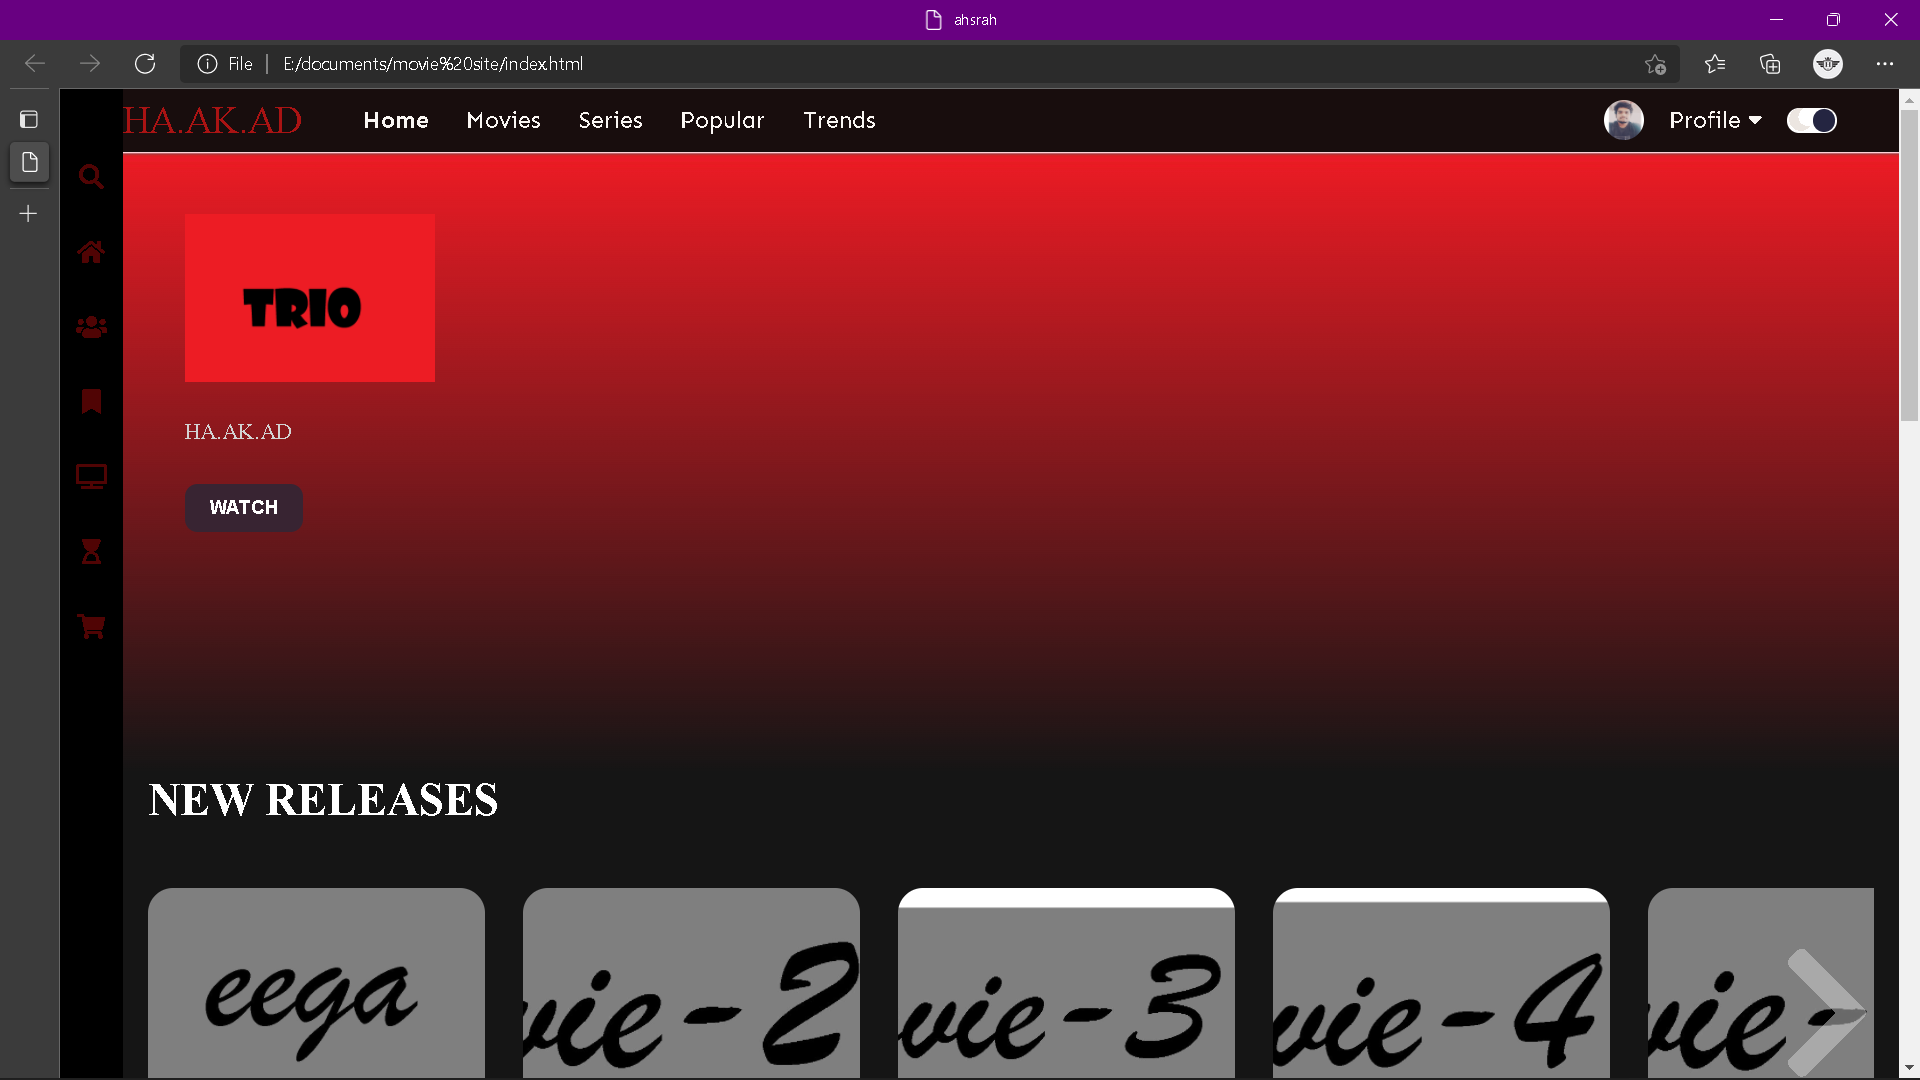 ahsrah
File
E:/documents/movie%20site/index.html
HA.AK.AD
Home Movies Series Popular Trends
Profile
TRIO
HA.AK.AD
WATCH
NEW RELEASES
eega
vie-2
vie-3
vie-4
vie-